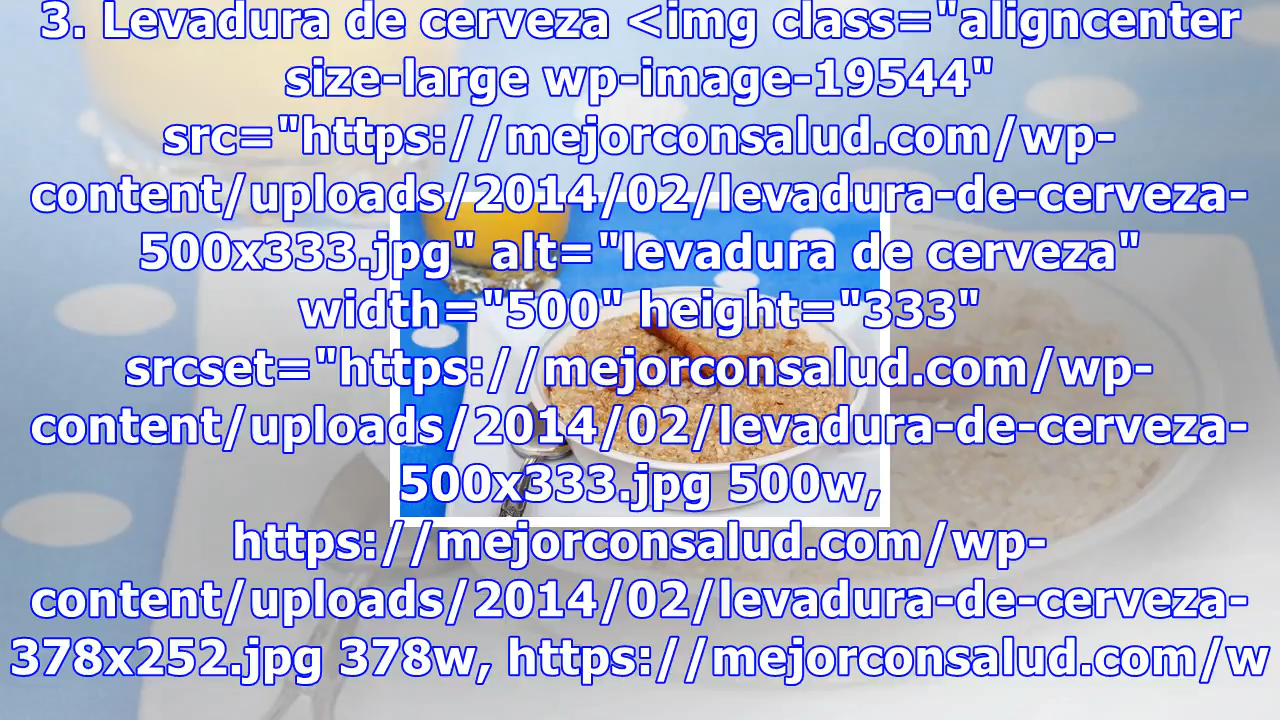 3. Levadura de cerveza <img class="aligncenter
size-large wp-image-19544"
src="https://mejorconsalud.com/wp-
content/uploads/2014/02/levadura-de-cerveza-
500x333.jpg" alt="levadura de cerveza"
width="500" height="333"
srcset="https://mejorconsalud.com/wp-
content/uploads/2014/02/levadura-de-cerveza-
500x333.jpg 500w,
https://mejorconsalud.com/wp-
content/uploads/2014/02/levadura-de-cerveza-
378x252.jpg 378w, https://mejorconsalud.com/w